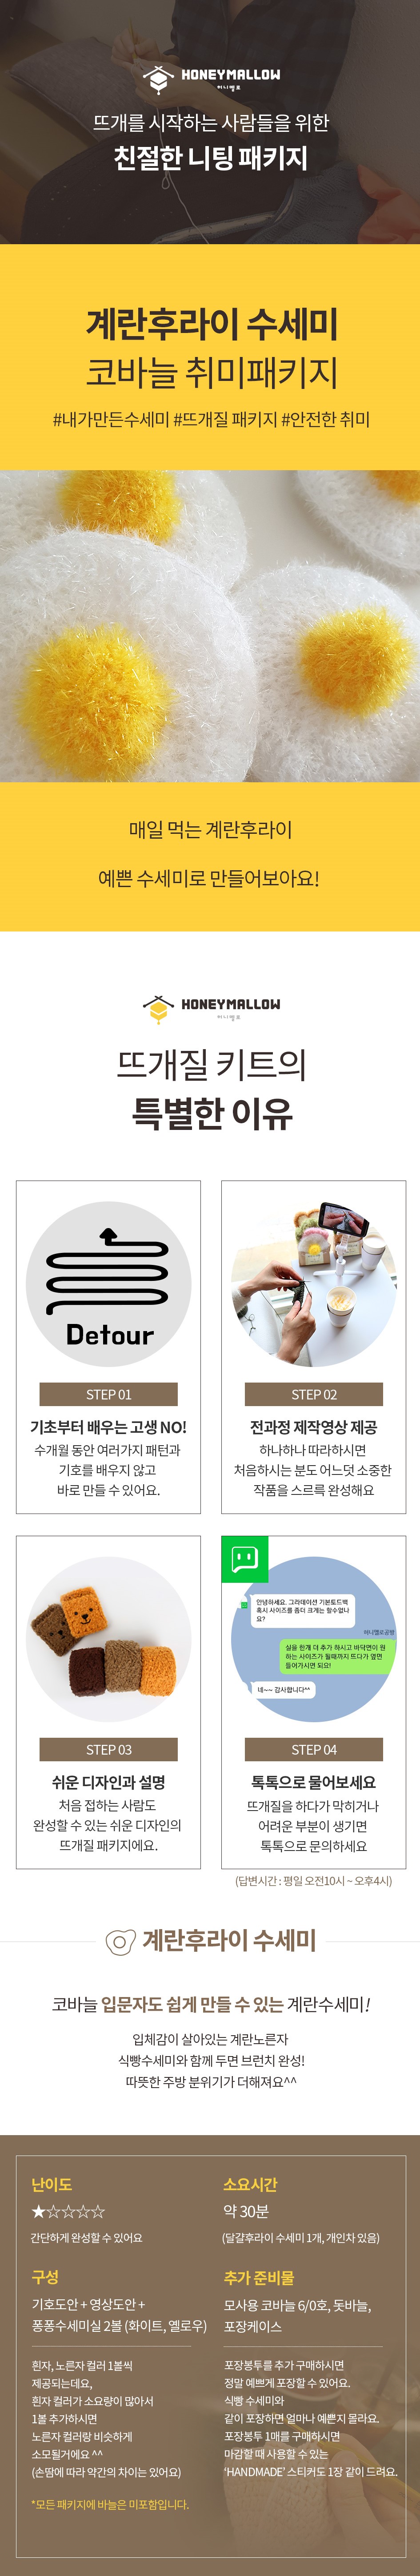 HONEYMALLOW
허니멜로
뜨개를 시작하는 사람들을 위한
친절한 니팅 패키지
계란후라이 수세미
코바늘 취미패키지
#내가만든수세미 #뜨개질 패키지 #안전한 취미
매일 먹는 계란후라이
예쁜 수세미로 만들어보아요!
HONEYMALLOW
허니멜로
뜨개질 키트의
특별한 이유
Detour
STEP 01
기초부터 배우는 고생 NO!
수개월 동안 여러가지 패턴과
기호를 배우지 않고
바로 만들 수 있어요.
STEP 02
전과정 제작영상 제공
하나하나 따라하시면
처음하시는 분도 어느덧 소중한
작품을 스르륵 완성해요
STEP 03
쉬운 디자인과 설명
처음 접하는 사람도
완성할 수 있는 쉬운 디자인의
뜨개질 패키지에요.
안녕하세요. 그라데이션 기본토드백
혹시 사이즈를 좀더 크게는 할수없나
요?
허니멜로공방
실을 한개 더 추가 하시고 바닥면이 원
하는 사이즈가 될때까지 뜨다가 옆면
들어가시면 되요!
네~~ 감사합니다^^
STEP 04
톡톡으로 물어보세요
뜨개질을 하다가 막히거나
어려운 부분이 생기면
톡톡으로 문의하세요
(답변시간 : 평일 오전10시 ~ 오후4시)
계란후라이 수세미
코바늘 입문자도 쉽게 만들 수 있는 계란수세미!
입체감이 살아있는 계란노른자
식빵수세미와 함께 두면 브런치 완성!
따뜻한 주방 분위기가 더해져요^^
난이도
★☆☆☆☆
간단하게 완성할 수 있어요
소요시간
약 30분
(달걀후라이 수세미 1개, 개인차 있음)
구성
기호도안 + 영상도안 +
퐁퐁수세미실 2볼 (화이트, 옐로우)
흰자, 노른자 컬러 1볼씩
제공되는데요,
흰자 컬러가 소요량이 많아서
1볼 추가하시면
노른자 컬러랑 비슷하게
소모될거에요 ^^
(손땀에 따라 약간의 차이는 있어요)
*모든 패키지에 바늘은 미포함입니다.
추가 준비물
모사용 코바늘 6/0호, 돗바늘,
포장케이스
포장봉투를 추가 구매하시면
정말 예쁘게 포장할 수 있어요.
식빵 수세미와
같이 포장하면 얼마나 예쁜지 몰라요.
포장봉투 1매를 구매하시면
마감할 때 사용할 수 있는
'HANDMADE' 스티커도 1장 같이 드려요.